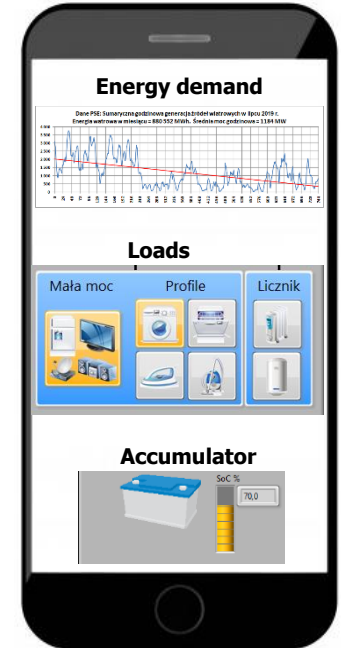 Energy demand
Dane PSE: Sumaryczna godzinowa generacja źródeł wiatrowych w lipcu 2019 r.
Energia watrowa w miesiącu = 880 552 MWh. Średnia moc godzinowa = 1184 MW
Loads
Mała moc Profile Licznik
Accumulator
SoC %
70,0